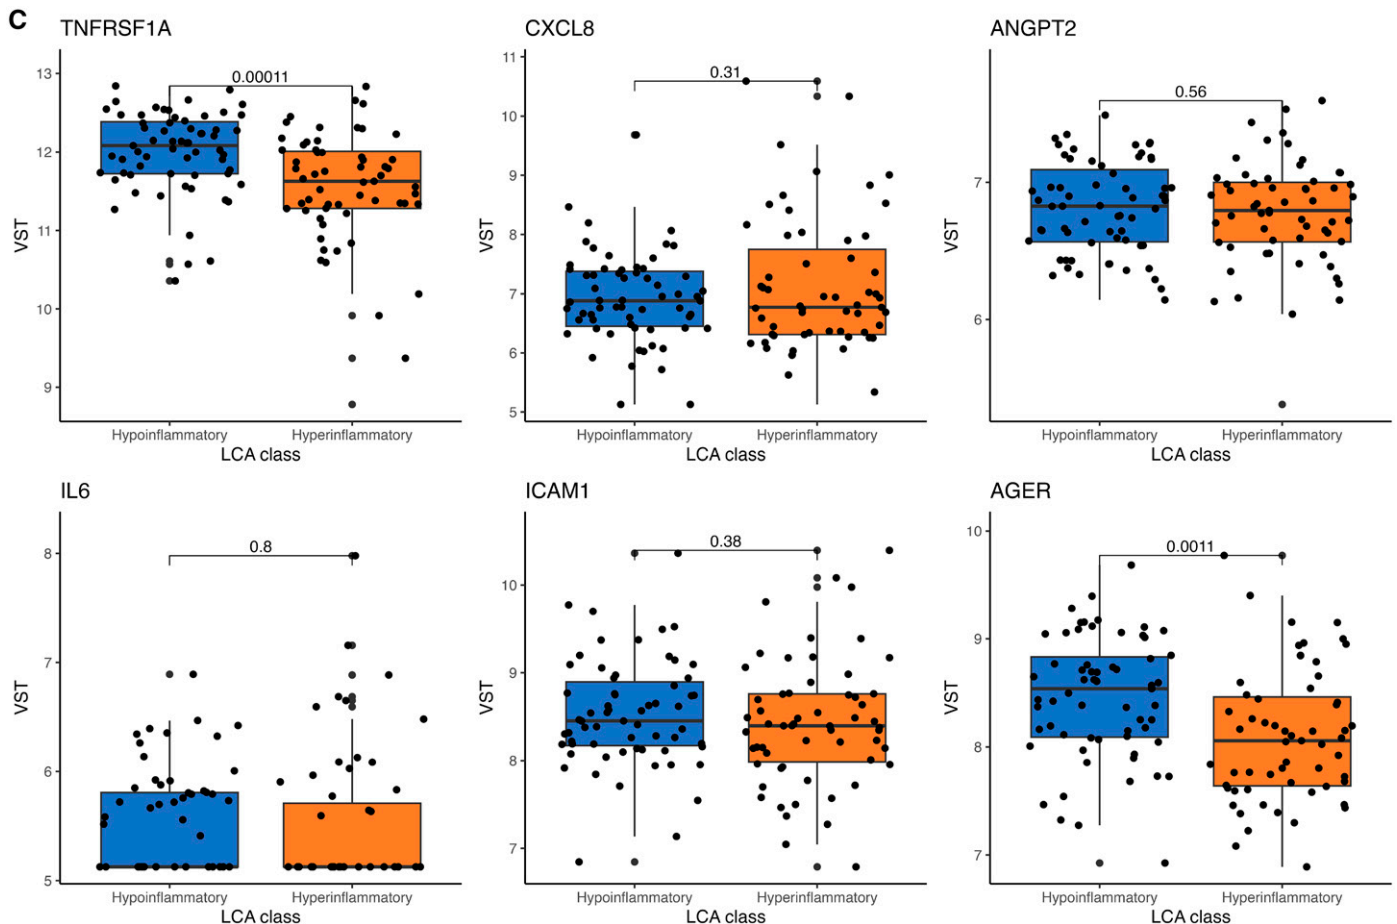 C
TNFRSF1A
CXCL8
ANGPT2
0.00011
0.31
0.56
VST
13
12
11
10
9
VST
11
10
9
8
7
6
5
VST
7
6
Hypoinflammatory Hyperinflammatory
LCA class
Hypoinflammatory Hyperinflammatory
LCA class
Hypoinflammatory Hyperinflammatory
LCA class
IL6
ICAM1
AGER
0.8
0.38
0.0011
VST
8
7
6
5
VST
10
9
8
7
VST
10
9
8
7
Hypoinflammatory Hyperinflammatory
LCA class
Hypoinflammatory Hyperinflammatory
LCA class
Hypoinflammatory Hyperinflammatory
LCA class